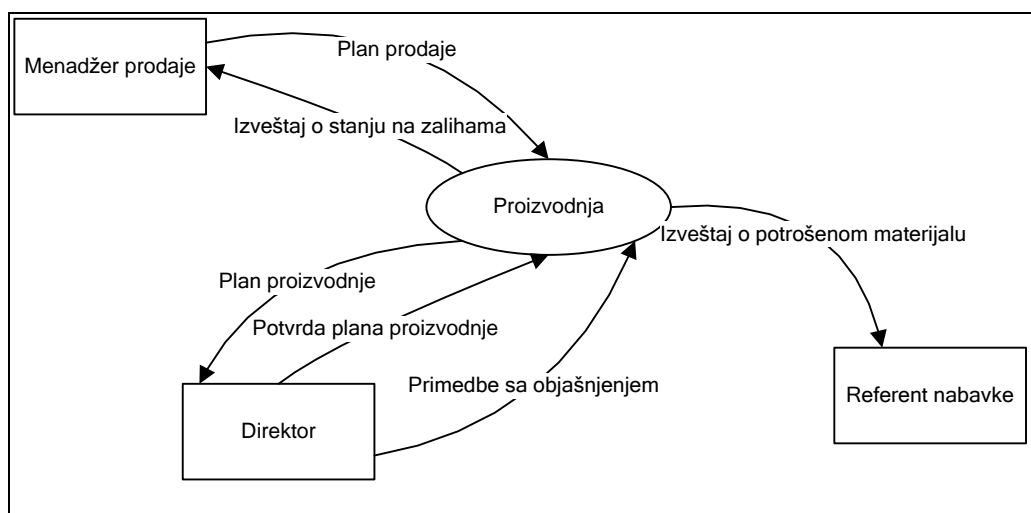 Menadžer prodaje
Plan prodaje
Izveštaj o stanju na zalihama
Proizvodnja
Izveštaj o potrošenom materijalu
Plan proizvodnje
Potvrda plana proizvodnje
Primedbe sa objašnjenjem
Referent nabavke
Direktor